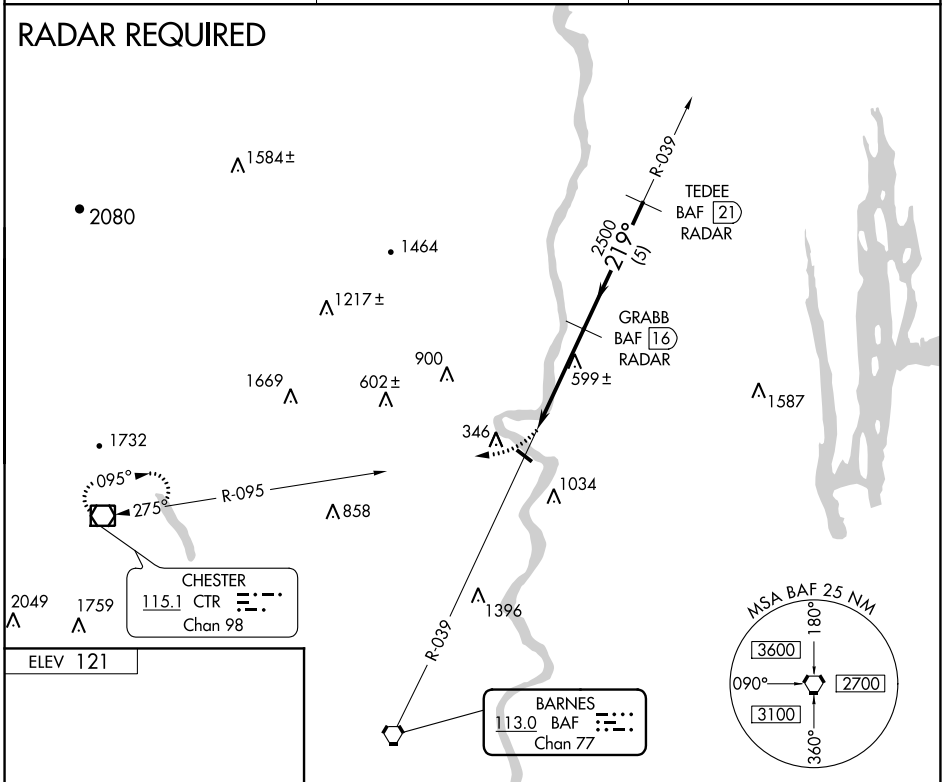 RADAR REQUIRED
1584±
R-039
TEDEE
BAF 21
RADAR
2080
2500
219°
(5)
1464
1217±
GRABB
BAF 16
RADAR
900
599±
1669
602±
1587
346
1732
095°
R-095
275°
1034
858
CHESTER
115.1 CTR
Chan 98
2049
1759
1396
R-039
MSA BAF 25 NM
180°
3600
090°
2700
3100
360°
ELEV 121
BARNES
113.0 BAF
Chan 77